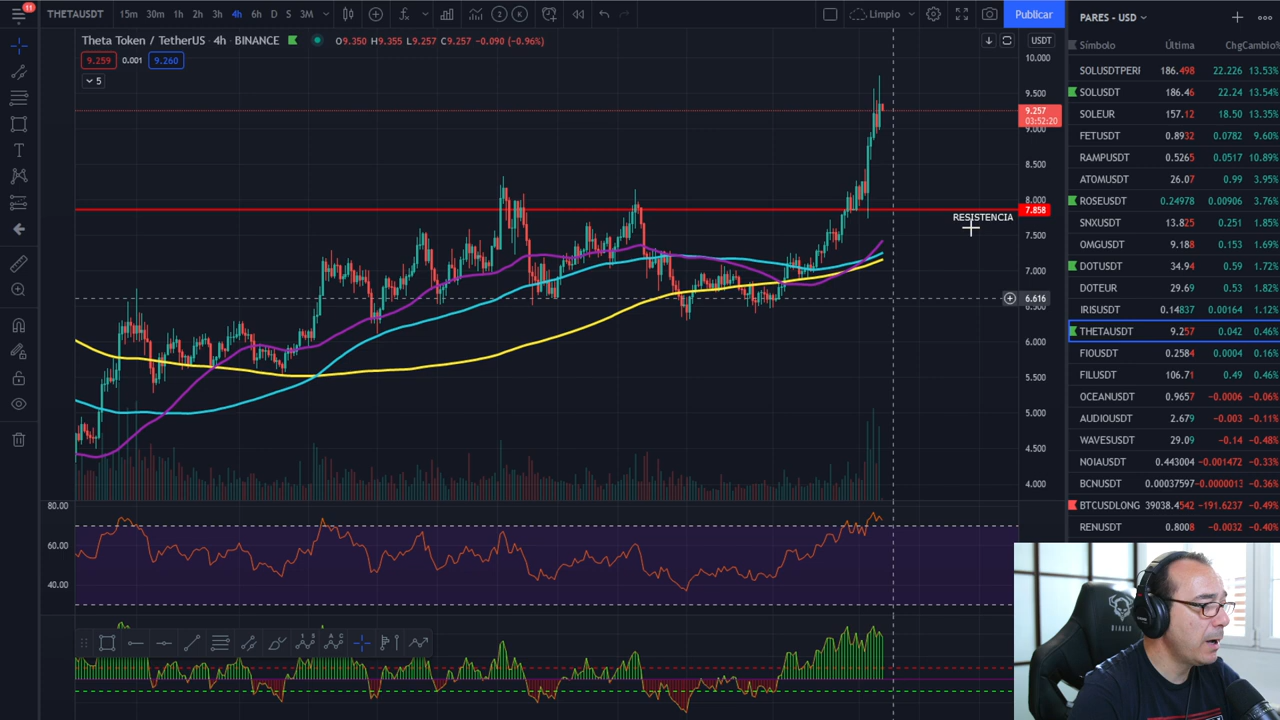 11
THETAUSDT 15m 30m 1h 2h 3h 4h 6h D S 3M 2 K Limpio Publicar
PARES - USD
Theta Token / TetherUS · 4h · BINANCE O9.350 H9.355 L9.257 C9.257 −0.090 (−0.96%)
USDT
9.259 0.001 9.260
5
10.000
9.500
9.257
03:52:20
9.000
8.500
8.000
7.858
RESISTENCIA
7.500
7.000
6.616
6.000
5.500
5.000
4.500
4.000
80.00
60.00
40.00
Símbolo Última Chg Cambio%
SOLUSDTPERP 186.498 22.226 13.53%
SOLUSDT 186.46 22.24 13.54%
SOLEUR 157.12 18.50 13.35%
FETUSDT 0.8932 0.0782 9.60%
RAMPUSDT 0.5265 0.0517 10.89%
ATOMUSDT 26.07 0.99 3.95%
ROSEUSDT 0.24978 0.00906 3.76%
SNXUSDT 13.825 0.251 1.85%
OMGUSDT 9.188 0.153 1.69%
DOTUSDT 34.94 0.59 1.72%
DOTEUR 29.69 0.53 1.82%
IRISUSDT 0.14837 0.00164 1.12%
THETAUSDT 9.257 0.042 0.46%
FIOUSDT 0.2584 0.0004 0.16%
FILUSDT 106.71 0.49 0.46%
OCEANUSDT 0.9657 −0.0006 −0.06%
AUDIOUSDT 2.679 −0.003 −0.11%
WAVESUSDT 29.09 −0.14 −0.48%
NOIAUSDT 0.443004 −0.001472 −0.33%
BCNUSDT 0.00037597 −0.0000013 −0.36%
BTCUSDLONG 39038.4542 −191.6237 −0.49%
RENUSDT 0.8008 −0.0032 −0.40%
DIABLO